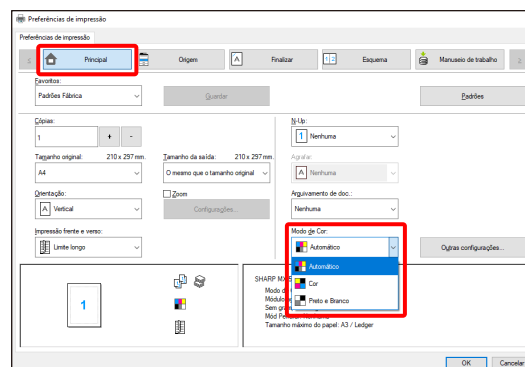 Preferências de impressão
Preferências de impressão
Principal
Origem
Finalizar
Esquema
Manuseio de trabalho
Favoritos:
Padrões Fábrica
Guardar
Padrões
Cópias:
1
+ -
N-Up:
1 Nenhuma
Tamanho original: 210 x 297 mm.
A4
Tamanho da saída: 210 x 297 mm.
O mesmo que o tamanho original
Agrafar:
A Nenhuma
Orientação:
A Vertical
Zoom
Configurações...
Arquivamento de doc.:
Nenhuma
Impressão frente e verso:
Limite longo
Modo de Cor:
Automático
Outras configurações...
Automático
Cor
Preto e Branco
1
SHARP
Modo d
Módulo
Sem gra
Mód Pe
Tamanho máximo do papel: A3 / Ledger
OK
Cancelar